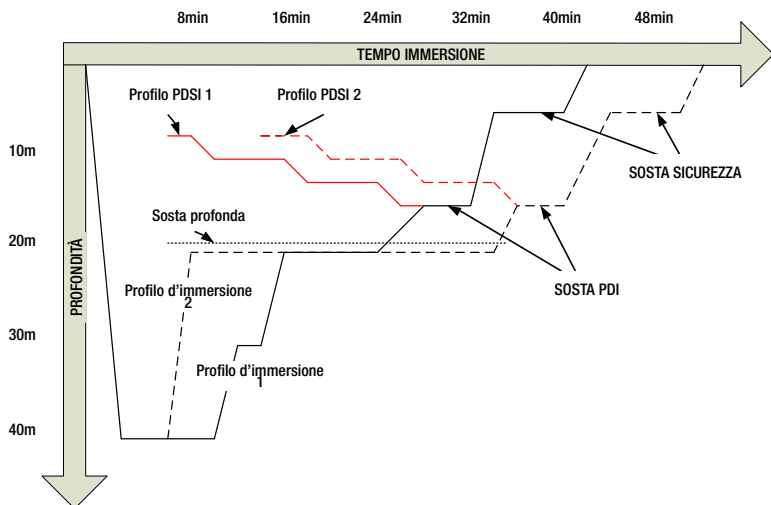 8min 16min 24min 32min 40min 48min
TEMPO IMMERSIONE
Profilo PDSI 1 Profilo PDSI 2
10m
SOSTA SICUREZZA
Sosta profonda
20m
PROFONDITÀ
SOSTA PDI
Profilo d'immersione
2
30m
Profilo d'immersione
1
40m